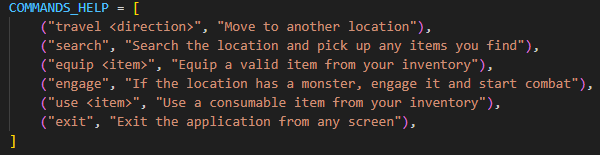 COMMANDS_HELP = [
("travel <direction>", "Move to another location"),
("search", "Search the location and pick up any items you find"),
("equip <item>", "Equip a valid item from your inventory"),
("engage", "If the location has a monster, engage it and start combat"),
("use <item>", "Use a consumable item from your inventory"),
("exit", "Exit the application from any screen"),
]